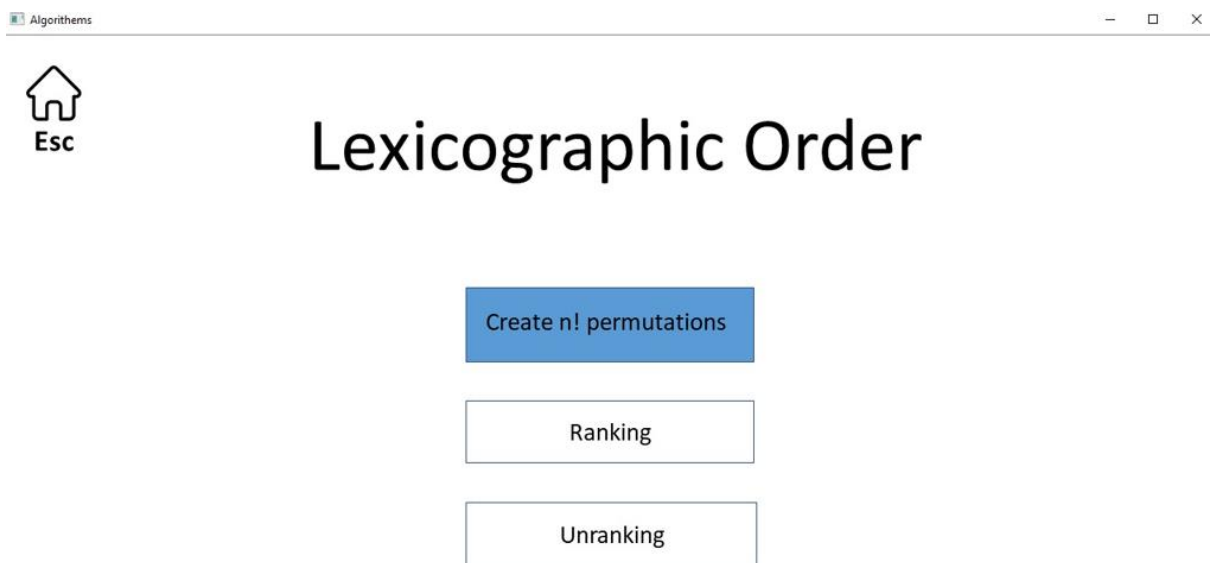 Algorithems
Esc
Lexicographic Order
Create n! permutations
Ranking
Unranking